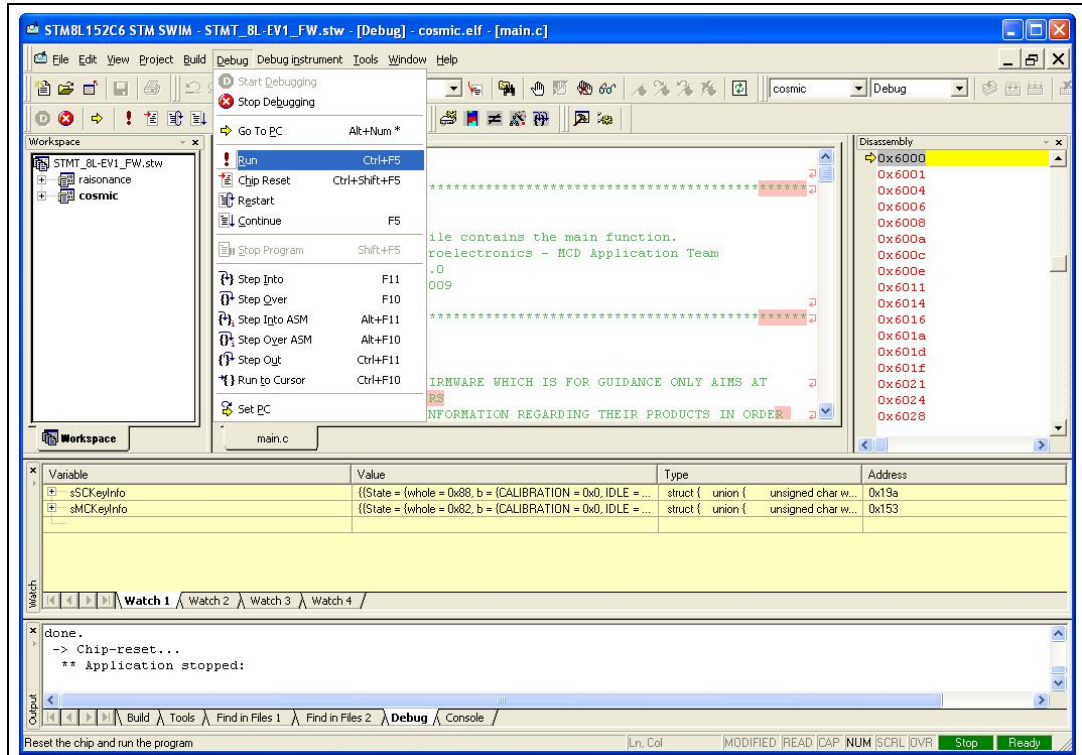 STM8L152C6 STM SWIM - STMT_8L-EV1_FW.stw - [Debug] - cosmic.elf - [main.c]
File Edit View Project Build Debug Debug instrument Tools Window Help
cosmic Debug
Start Debugging
Stop Debugging
Go To PC Alt+Num *
Run Ctrl+F5
Chip Reset Ctrl+Shift+F5
Restart
Continue F5
Stop Program Shift+F5
Step Into F11
Step Over F10
Step Into ASM Alt+F11
Step Over ASM Alt+F10
Step Out Ctrl+F11
Run to Cursor Ctrl+F10
Set PC
Workspace
STMT_8L-EV1_FW.stw
raisonance
cosmic
Workspace
ile contains the main function.
roelectronics - MCD Application Team
.0
009
IRMWARE WHICH IS FOR GUIDANCE ONLY AIMS AT
RS
NFORMATION REGARDING THEIR PRODUCTS IN ORDER
main.c
Disassembly
0x6000
0x6001
0x6004
0x6006
0x6008
0x600a
0x600c
0x600e
0x6011
0x6014
0x6016
0x601a
0x601d
0x601f
0x6021
0x6024
0x6028
Variable Value Type Address
sSCKeyInfo {{State = {whole = 0x88, b = {CALIBRATION = 0x0, IDLE = ... struct { union { unsigned char w... 0x19a
sMCKeyInfo {{State = {whole = 0x82, b = {CALIBRATION = 0x0, IDLE = ... struct { union { unsigned char w... 0x153
Watch
Watch 1 Watch 2 Watch 3 Watch 4
done.
-> Chip-reset...
** Application stopped:
Output
Build Tools Find in Files 1 Find in Files 2 Debug Console
Reset the chip and run the program Ln, Col MODIFIED READ CAP NUM SCRL OVR Stop Ready